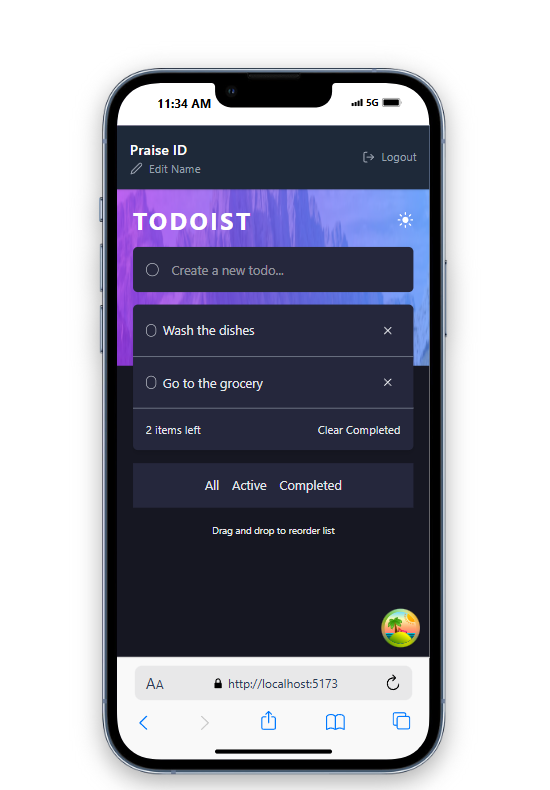 11:34 AM 5G
Praise ID
Edit Name
Logout
TODOIST
Create a new todo...
Wash the dishes
Go to the grocery
2 items left Clear Completed
All Active Completed
Drag and drop to reorder list
AA http://localhost:5173